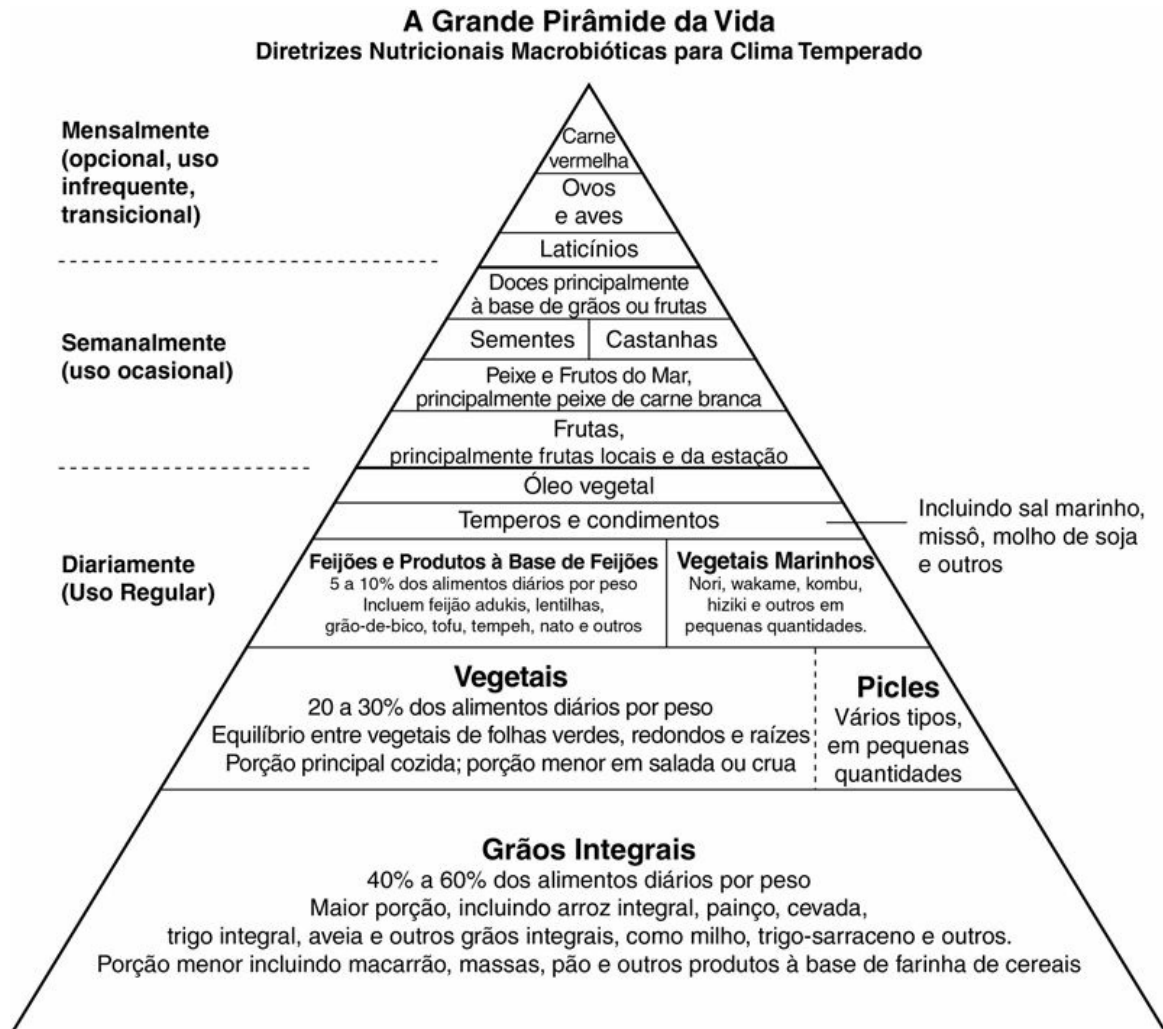 A Grande Pirâmide da Vida
Diretrizes Nutricionais Macrobióticas para Clima Temperado
Mensalmente
(opcional, uso
infrequente,
transicional)
Carne
vermelha
Ovos
e aves
Laticínios
Semanalmente
(uso ocasional)
Doces principalmente
à base de grãos ou frutas
Sementes
Castanhas
Peixe e Frutos do Mar,
principalmente peixe de carne branca
Frutas,
principalmente frutas locais e da estação
Diariamente
(Uso Regular)
Óleo vegetal
Temperos e condimentos
Incluindo sal marinho,
missô, molho de soja
e outros
Feijões e Produtos à Base de Feijões
5 a 10% dos alimentos diários por peso
Incluem feijão adukis, lentilhas,
grão-de-bico, tofu, tempeh, nato e outros
Vegetais Marinhos
Nori, wakame, kombu,
hiziki e outros em
pequenas quantidades.
Vegetais
20 a 30% dos alimentos diários por peso
Equilíbrio entre vegetais de folhas verdes, redondos e raízes
Porção principal cozida; porção menor em salada ou crua
Picles
Vários tipos,
em pequenas
quantidades
Grãos Integrais
40% a 60% dos alimentos diários por peso
Maior porção, incluindo arroz integral, painço, cevada,
trigo integral, aveia e outros grãos integrais, como milho, trigo-sarraceno e outros.
Porção menor incluindo macarrão, massas, pão e outros produtos à base de farinha de cereais